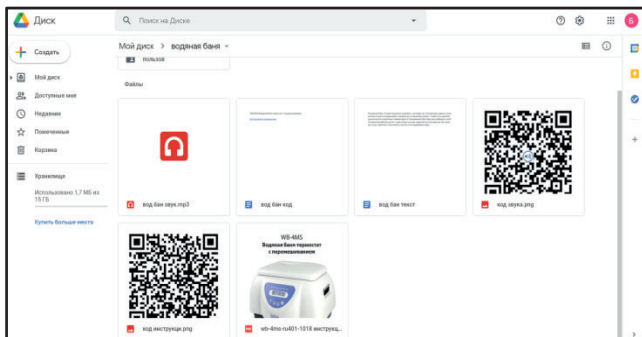 Диск
Поиск на Диске
Б
Создать
Мой диск > водяная баня
пользов
Мой диск
Доступные мне
Недавние
Помеченные
Корзина
Хранилище
Использовано 1,7 МБ из
15 ГБ
Купить больше места
Файлы
вод бан звук.mp3
вод бан код
вод бан текст
код звука.png
WB-4MS
Водяная баня-термостат
с перемешиванием
код инструкци.png
wb-4ms-ru401-1018 инструкц...